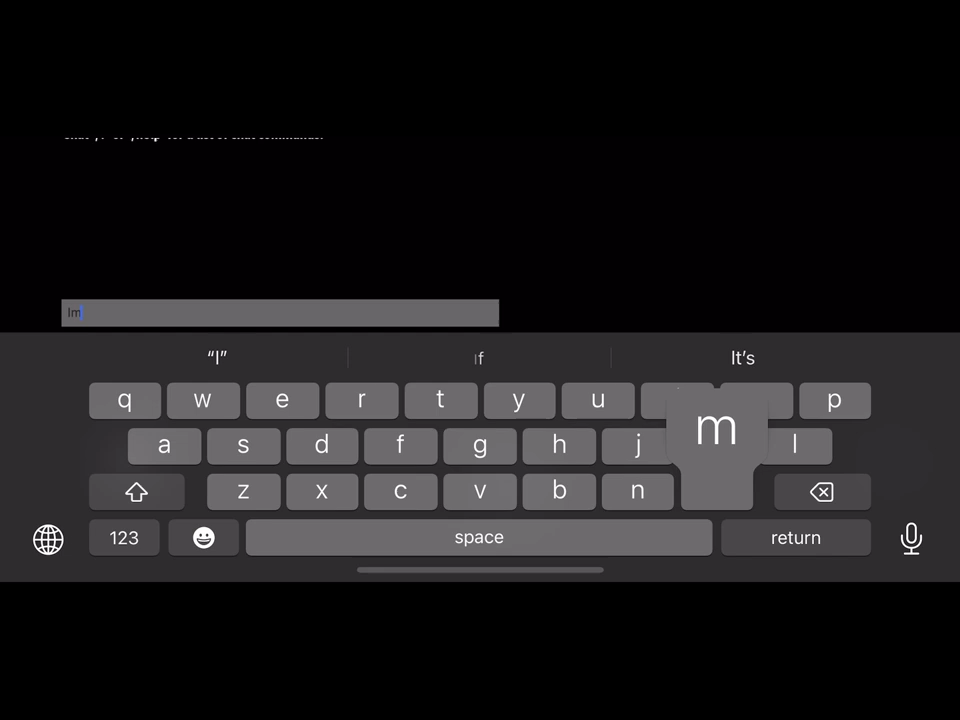 Im
“I” If It’s
q w e r t y u p
a s d f g h j l
m
z x c v b n
123 space return